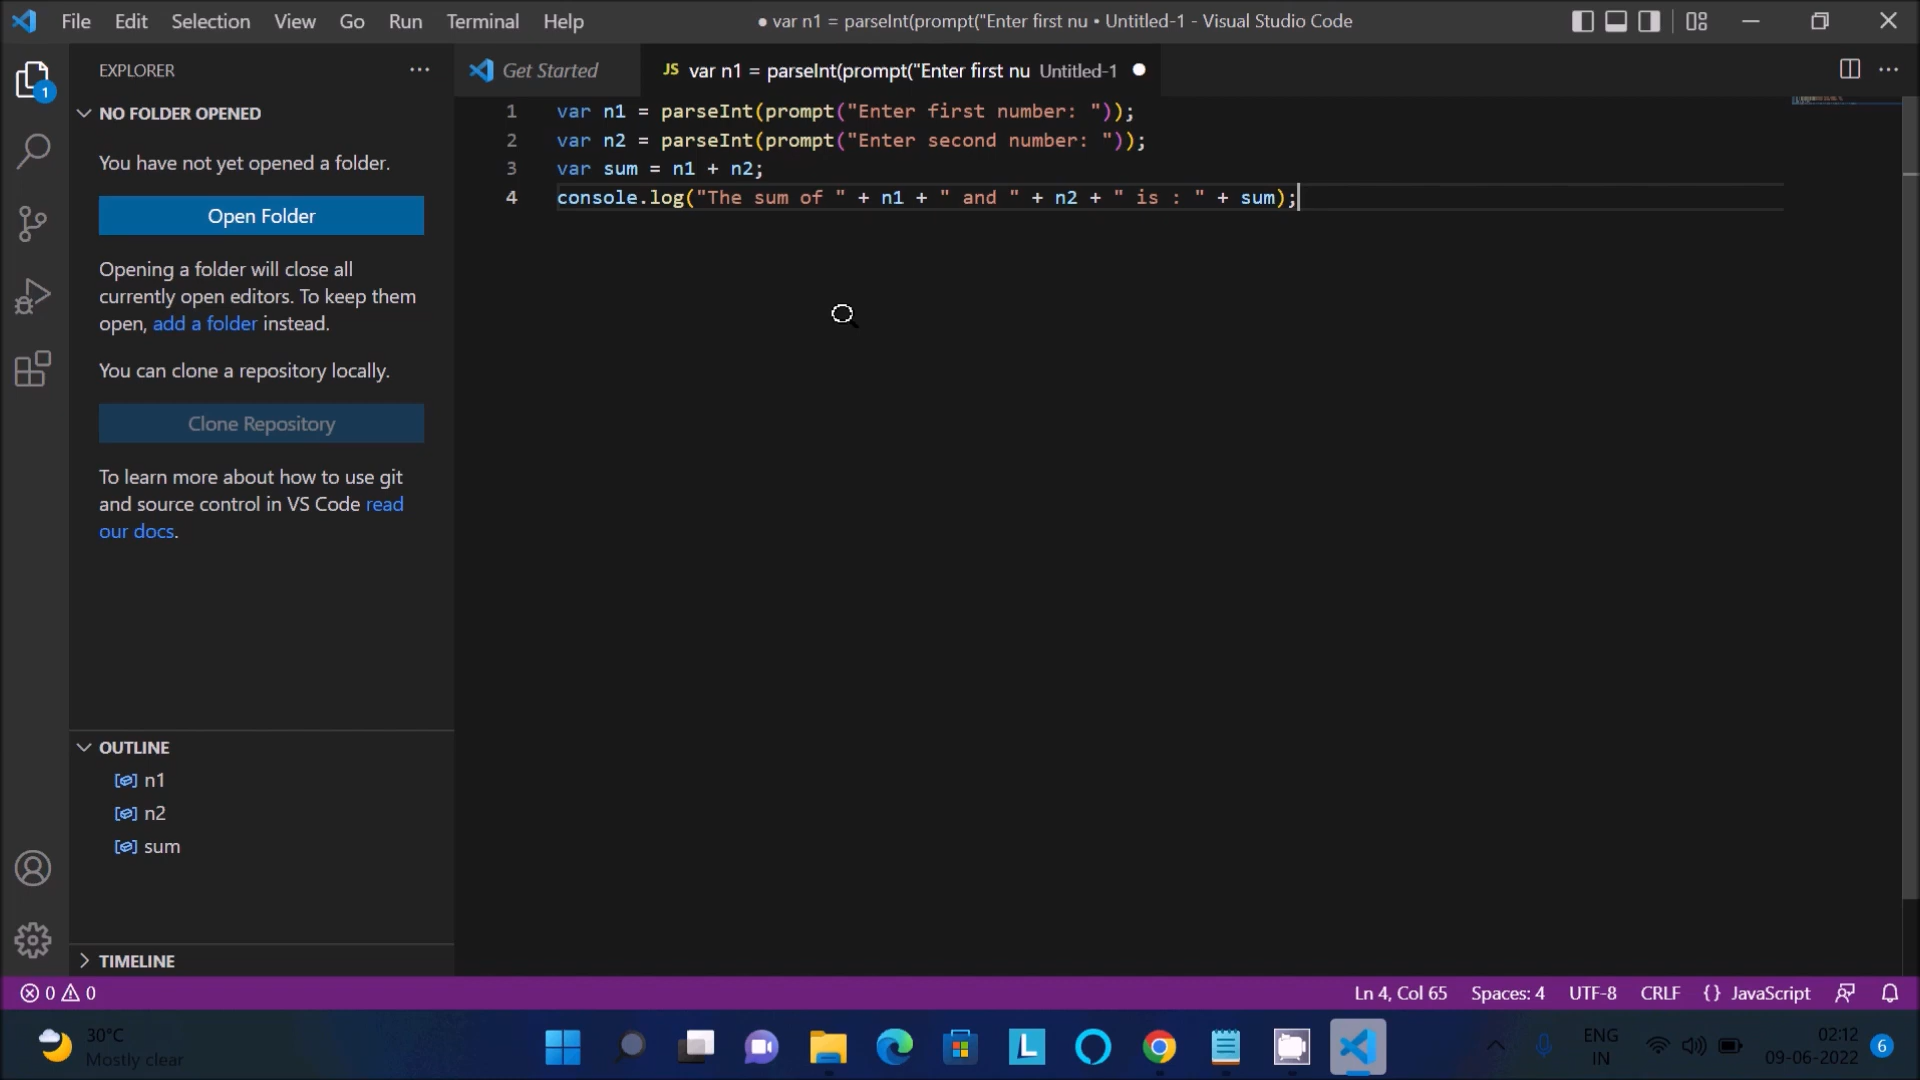 File Edit Selection View Go Run Terminal Help
● var n1 = parseInt(prompt("Enter first nu • Untitled-1 - Visual Studio Code
EXPLORER
Get Started
JS var n1 = parseInt(prompt("Enter first nu Untitled-1 ●
1
NO FOLDER OPENED
You have not yet opened a folder.
Open Folder
Opening a folder will close all
currently open editors. To keep them
open, add a folder instead.
You can clone a repository locally.
Clone Repository
To learn more about how to use git
and source control in VS Code read
our docs.
OUTLINE
n1
n2
sum
TIMELINE
1 var n1 = parseInt(prompt("Enter first number: "));
2 var n2 = parseInt(prompt("Enter second number: "));
3 var sum = n1 + n2;
4 console.log("The sum of " + n1 + " and " + n2 + " is : " + sum);
0 0
Ln 4, Col 65 Spaces: 4 UTF-8 CRLF {} JavaScript
30°C
Mostly clear
L
ENG
IN
02:12
09-06-2022
6